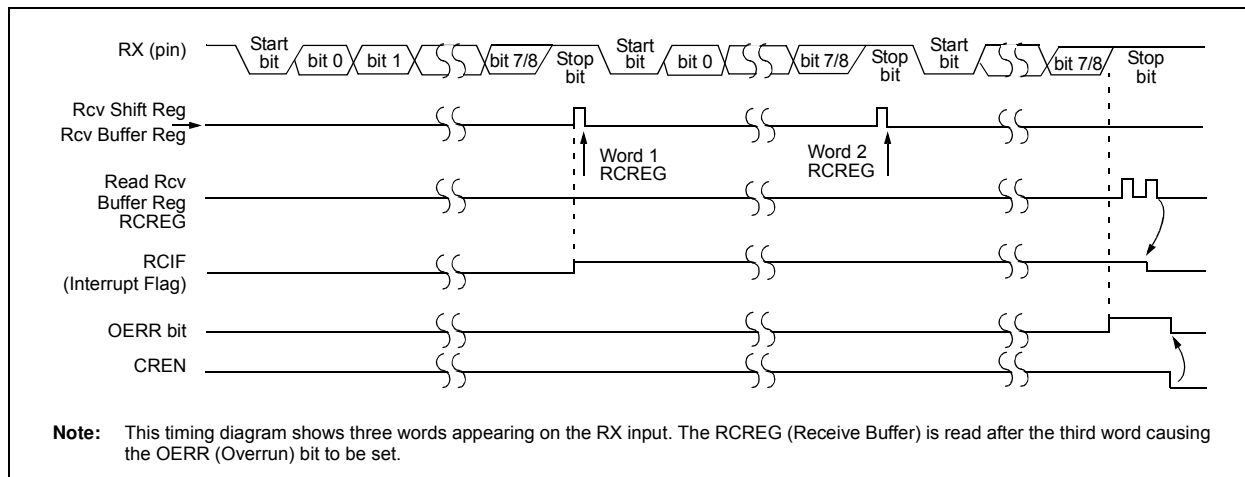 RX (pin)
Start
bit
bit 0
bit 1
bit 7/8
Stop
bit
Start
bit
bit 0
bit 7/8
Stop
bit
Start
bit
bit 7/8
Stop
bit
Rcv Shift Reg
Rcv Buffer Reg
Word 1
RCREG
Word 2
RCREG
Read Rcv
Buffer Reg
RCREG
RCIF
(Interrupt Flag)
OERR bit
CREN
Note: This timing diagram shows three words appearing on the RX input. The RCREG (Receive Buffer) is read after the third word causing
the OERR (Overrun) bit to be set.